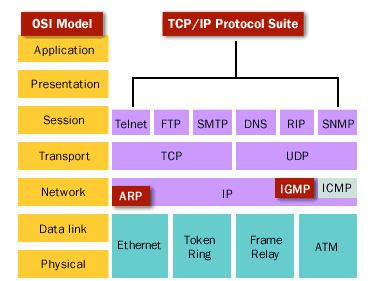 OSI Model
TCP/IP Protocol Suite
Application
Presentation
Session
Telnet
FTP
SMTP
DNS
RIP
SNMP
Transport
TCP
UDP
Network
ARP
IP
IGMP
ICMP
Data link
Physical
Ethernet
Token
Ring
Frame
Relay
ATM